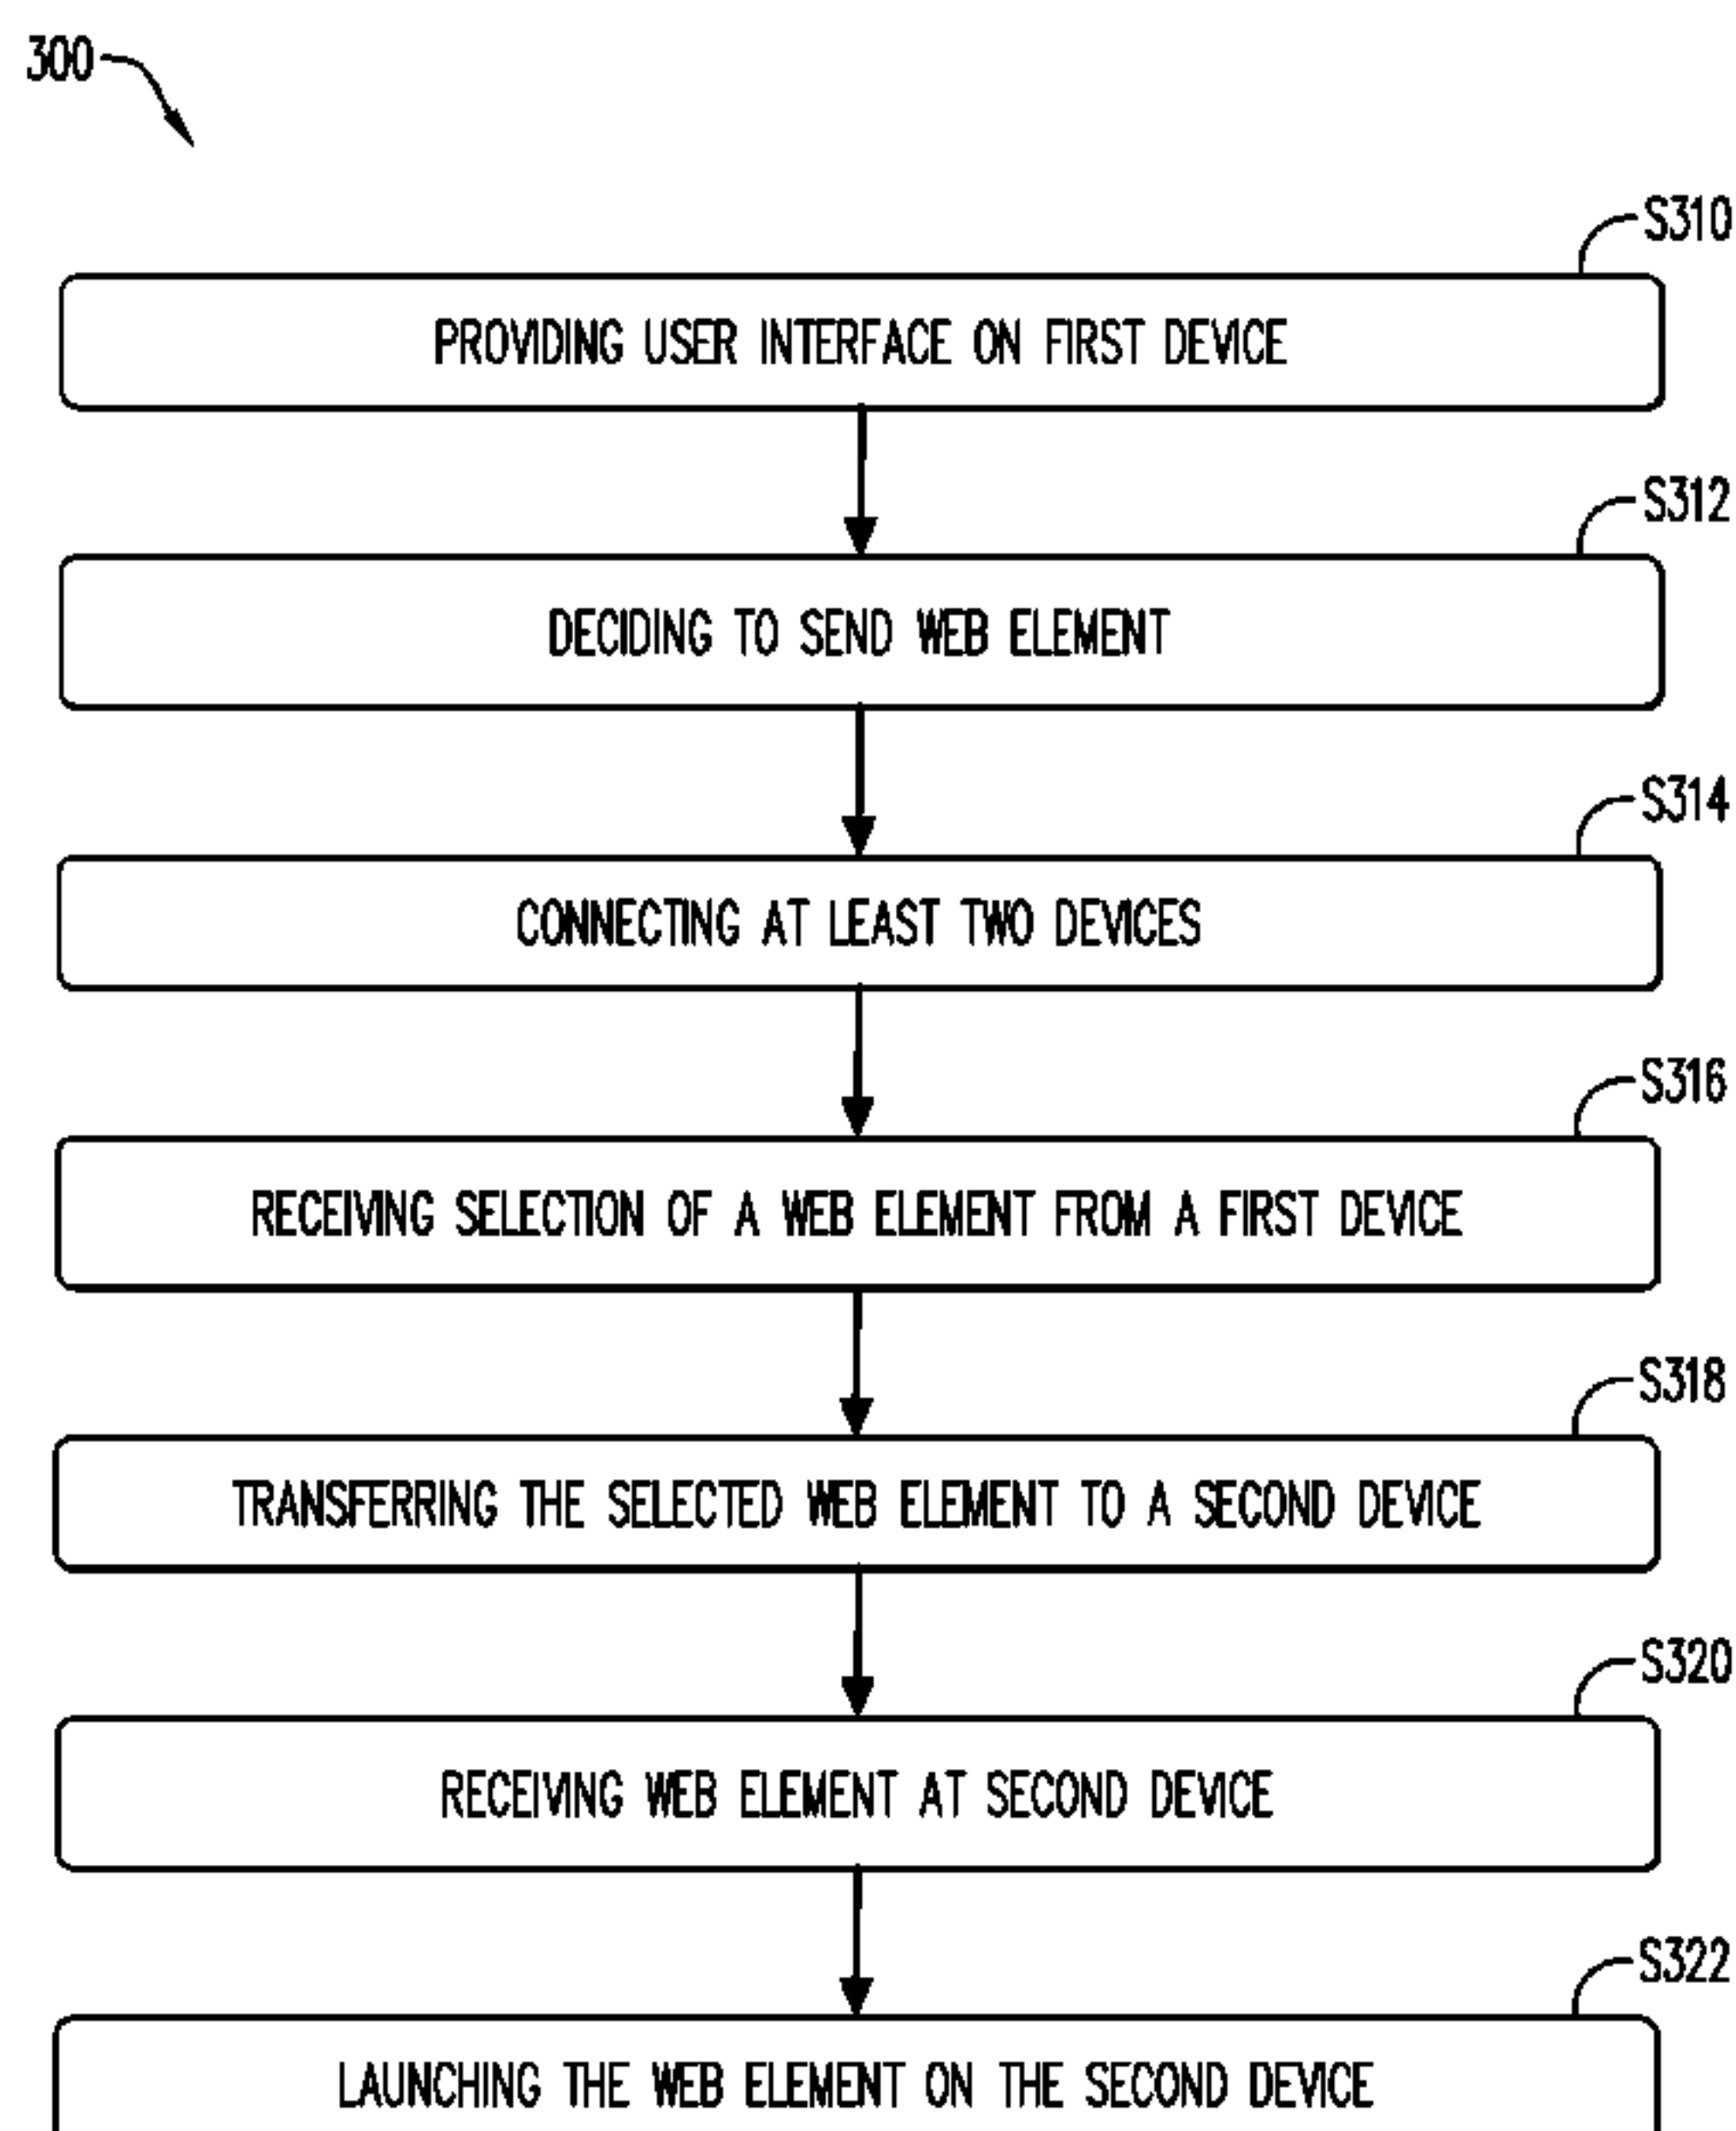 300
S310
PROVIDING USER INTERFACE ON FIRST DEVICE
S312
DECIDING TO SEND WEB ELEMENT
S314
CONNECTING AT LEAST TWO DEVICES
S316
RECEIVING SELECTION OF A WEB ELEMENT FROM A FIRST DEVICE
S318
TRANSFERRING THE SELECTED WEB ELEMENT TO A SECOND DEVICE
S320
RECEIVING WEB ELEMENT AT SECOND DEVICE
S322
LAUNCHING THE WEB ELEMENT ON THE SECOND DEVICE